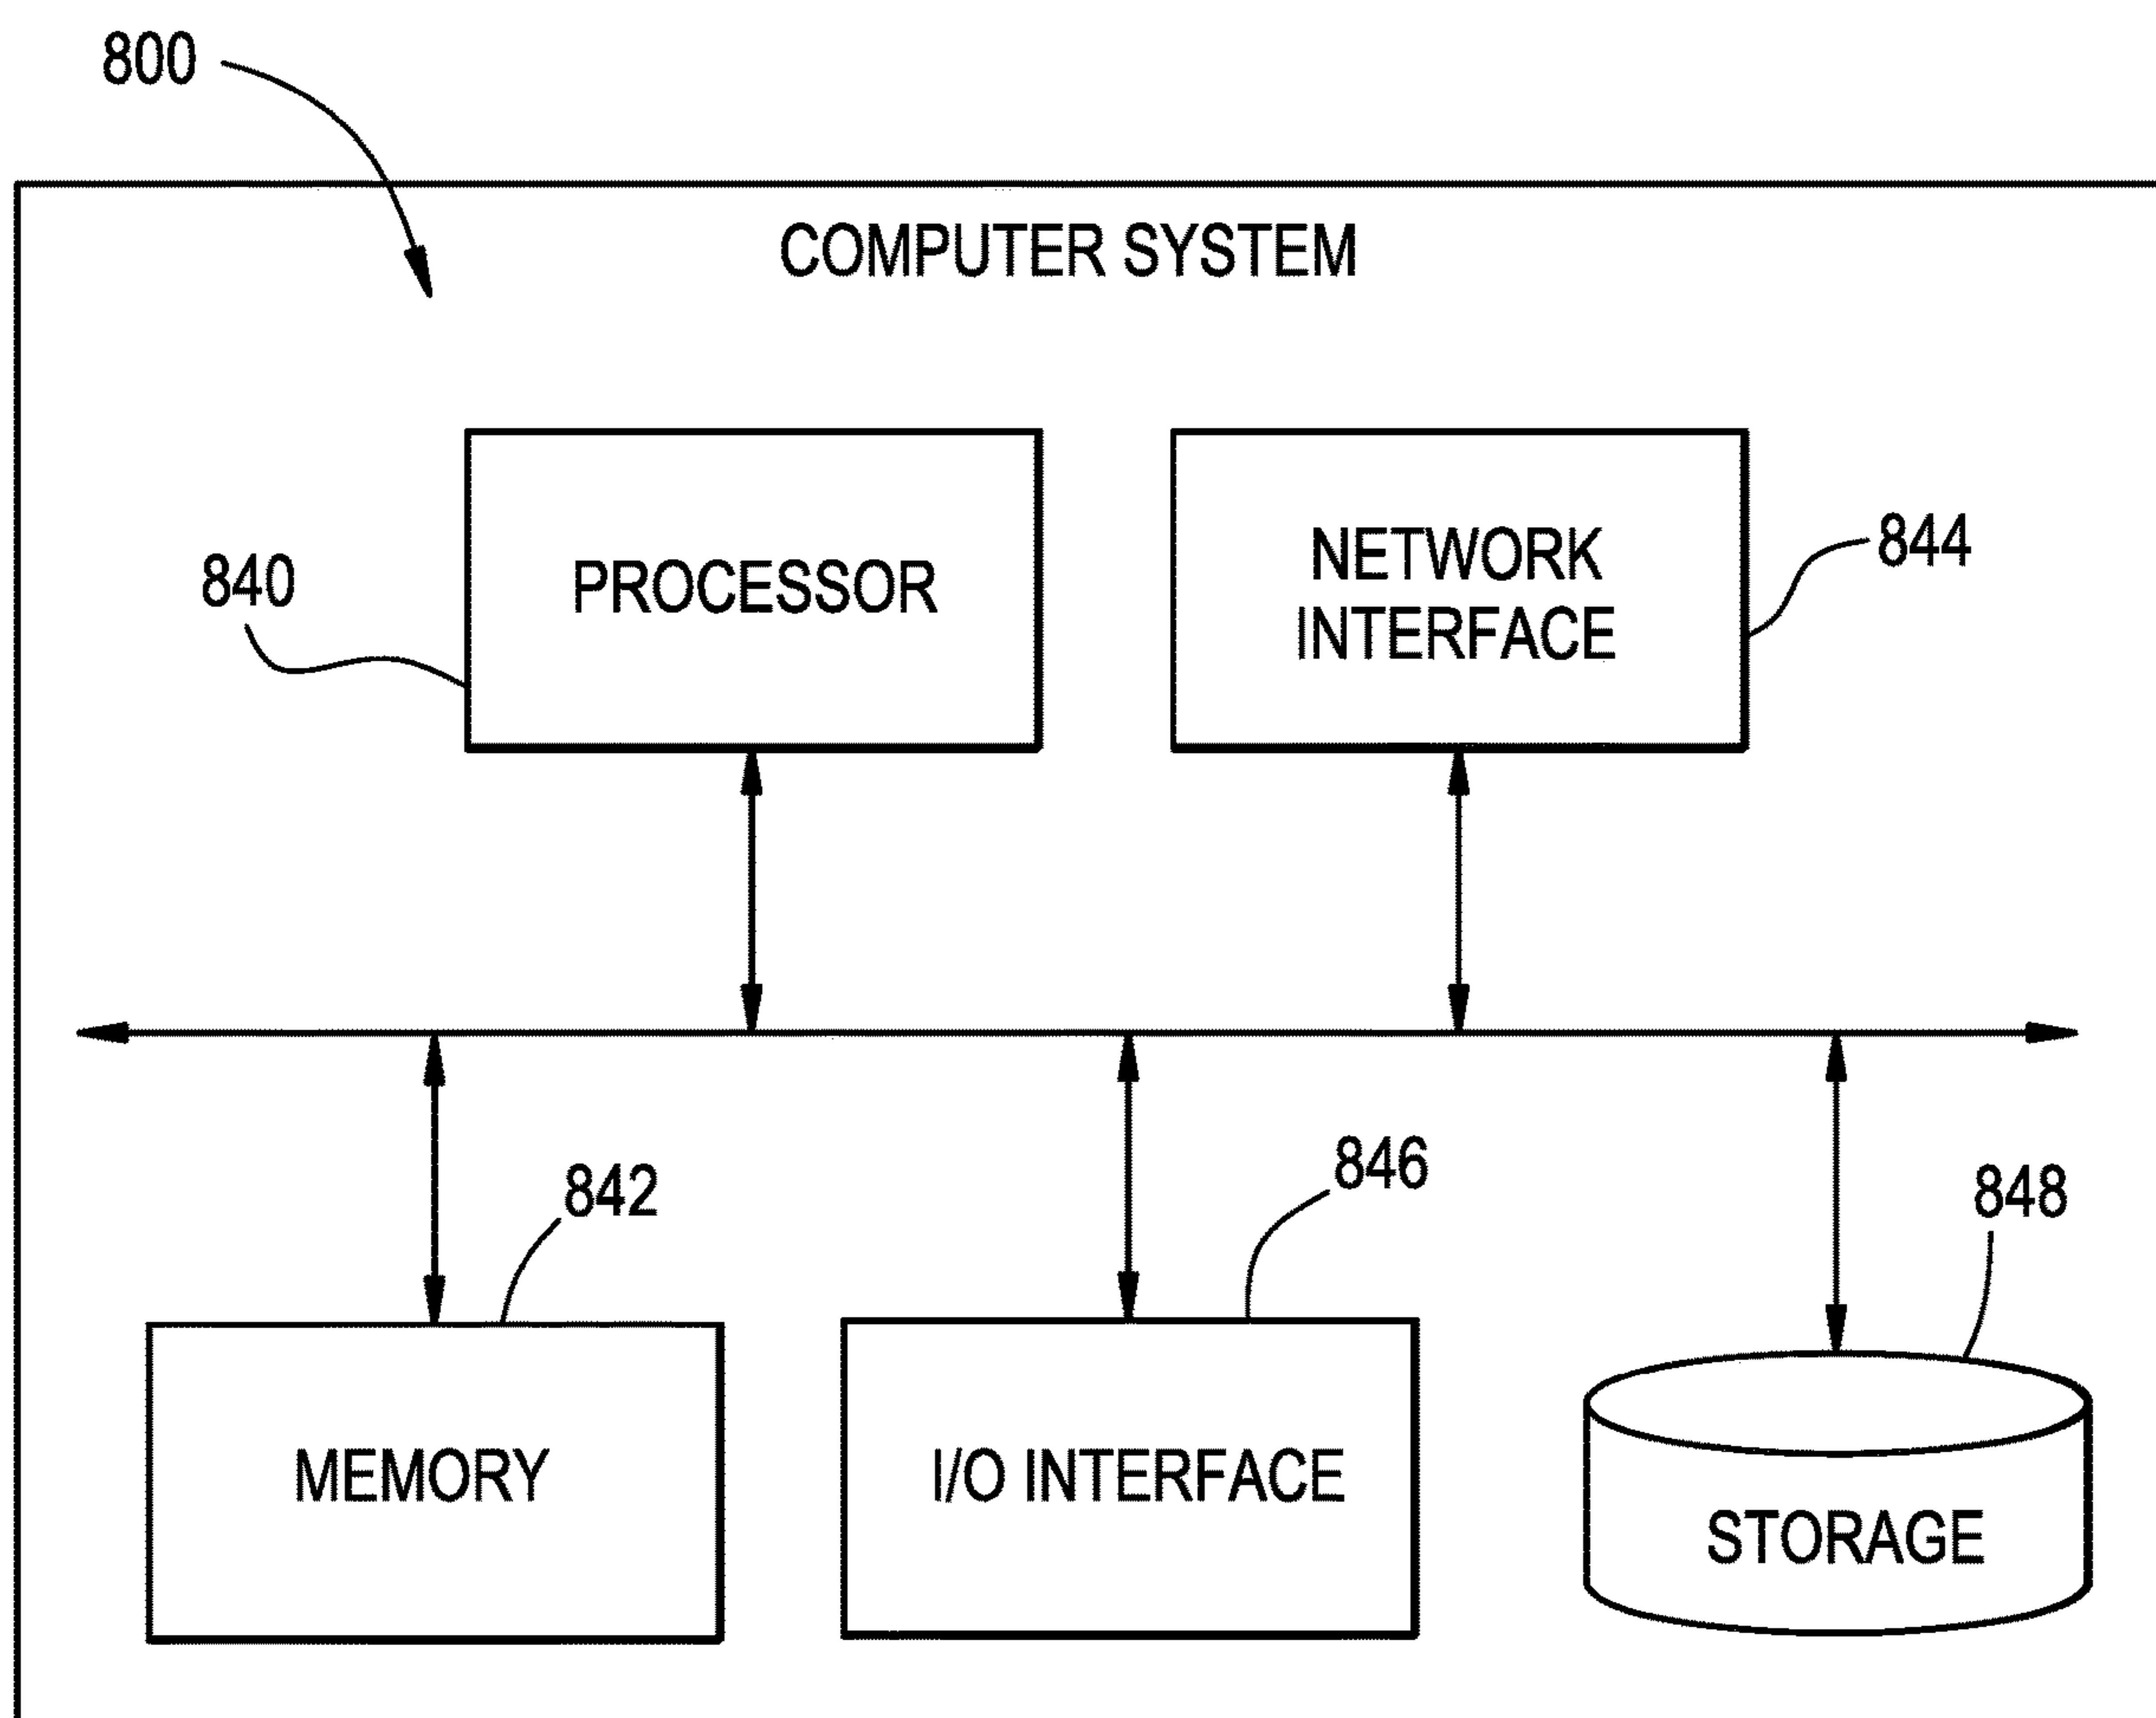 800
COMPUTER SYSTEM
840
PROCESSOR
NETWORK
INTERFACE
844
842
846
848
MEMORY
I/O INTERFACE
STORAGE